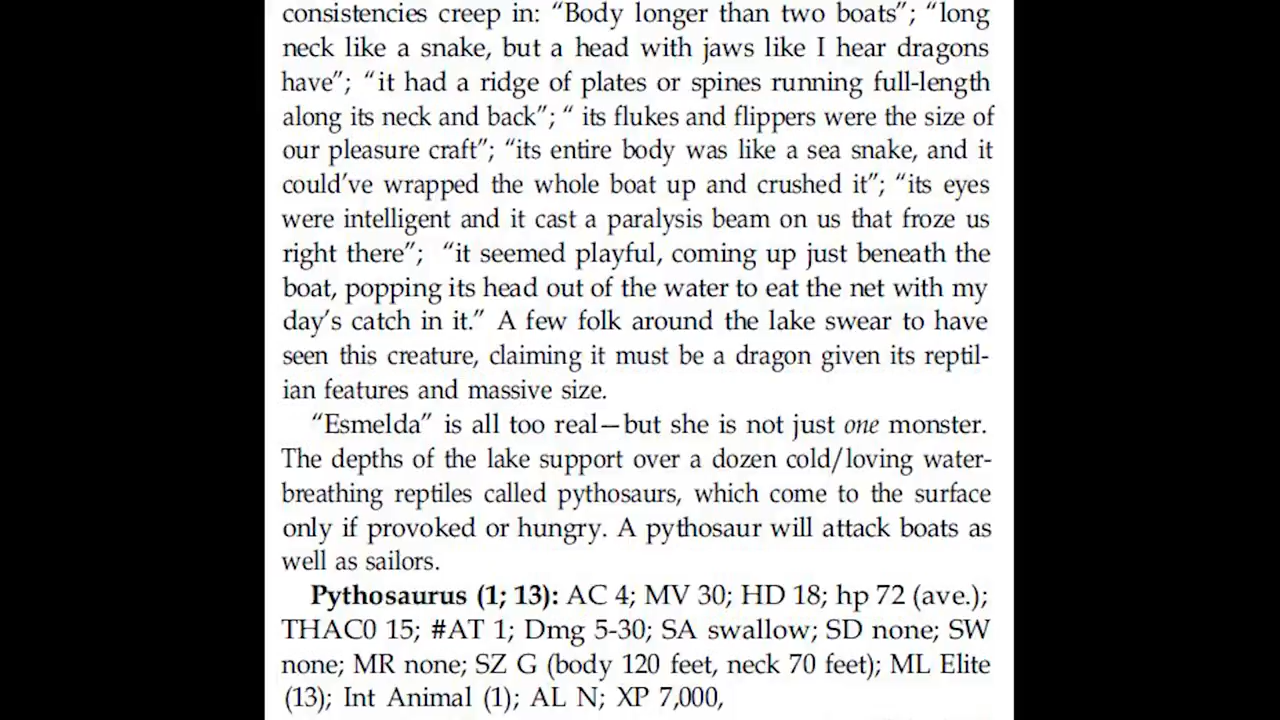 consistencies creep in: “Body longer than two boats”; “long
neck like a snake, but a head with jaws like I hear dragons
have”; “it had a ridge of plates or spines running full-length
along its neck and back”; “ its flukes and flippers were the size of
our pleasure craft”; “its entire body was like a sea snake, and it
could’ve wrapped the whole boat up and crushed it”; “its eyes
were intelligent and it cast a paralysis beam on us that froze us
right there”; “it seemed playful, coming up just beneath the
boat, popping its head out of the water to eat the net with my
day’s catch in it.” A few folk around the lake swear to have
seen this creature, claiming it must be a dragon given its reptil-
ian features and massive size.
“Esmelda” is all too real—but she is not just one monster.
The depths of the lake support over a dozen cold/loving water-
breathing reptiles called pythosaurs, which come to the surface
only if provoked or hungry. A pythosaur will attack boats as
well as sailors.
Pythosaurus (1; 13): AC 4; MV 30; HD 18; hp 72 (ave.);
THAC0 15; #AT 1; Dmg 5-30; SA swallow; SD none; SW
none; MR none; SZ G (body 120 feet, neck 70 feet); ML Elite
(13); Int Animal (1); AL N; XP 7,000,